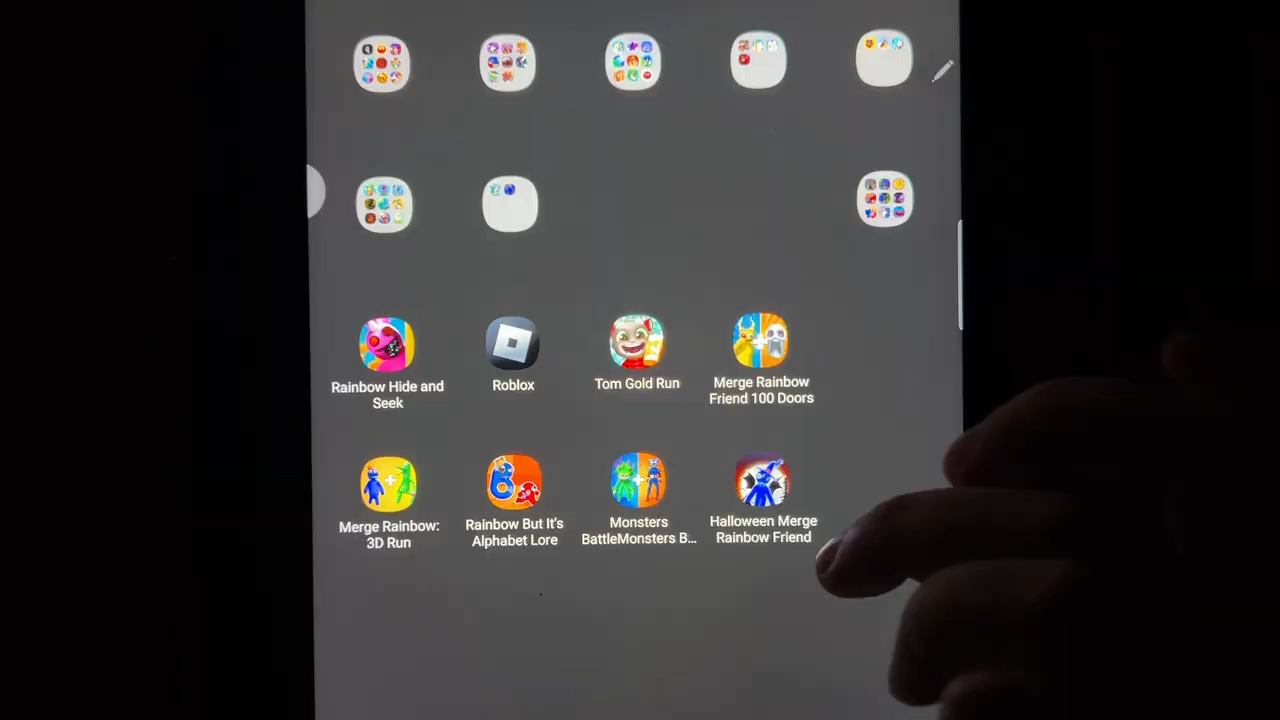 Rainbow Hide and
Seek
Roblox
Tom Gold Run
Merge Rainbow
Friend 100 Doors
Merge Rainbow:
3D Run
Rainbow But It's
Alphabet Lore
Monsters
BattleMonsters B...
Halloween Merge
Rainbow Friend